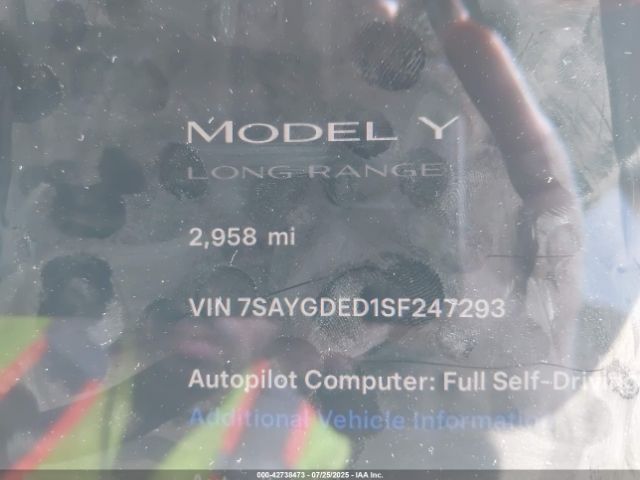 MODEL Y
LONG RANGE
2,958 mi
VIN 7SAYGDED1SF247293
Autopilot Computer: Full Self-Driving
Additional Vehicle Information
000-42738473 - 07/25/2025 - IAA Inc.